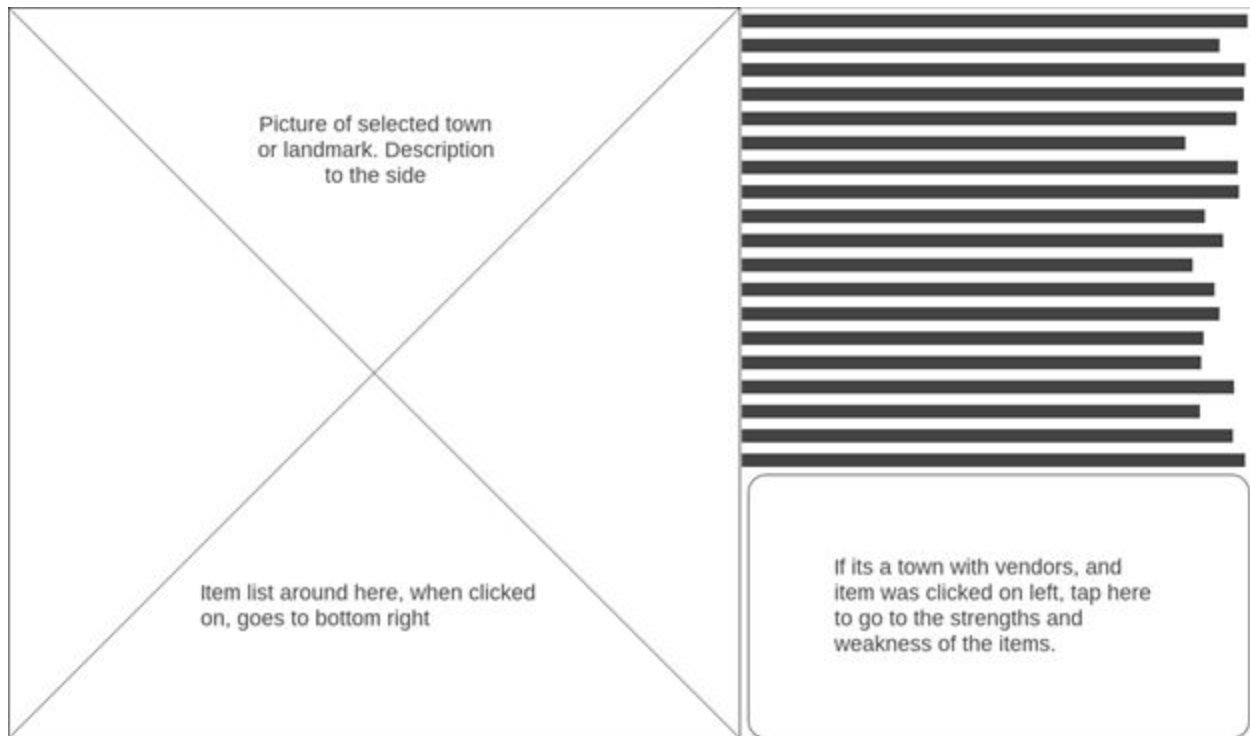 Picture of selected town
or landmark. Description
to the side
Item list around here, when clicked
on, goes to bottom right
If its a town with vendors, and
item was clicked on left, tap here
to go to the strengths and
weakness of the items.